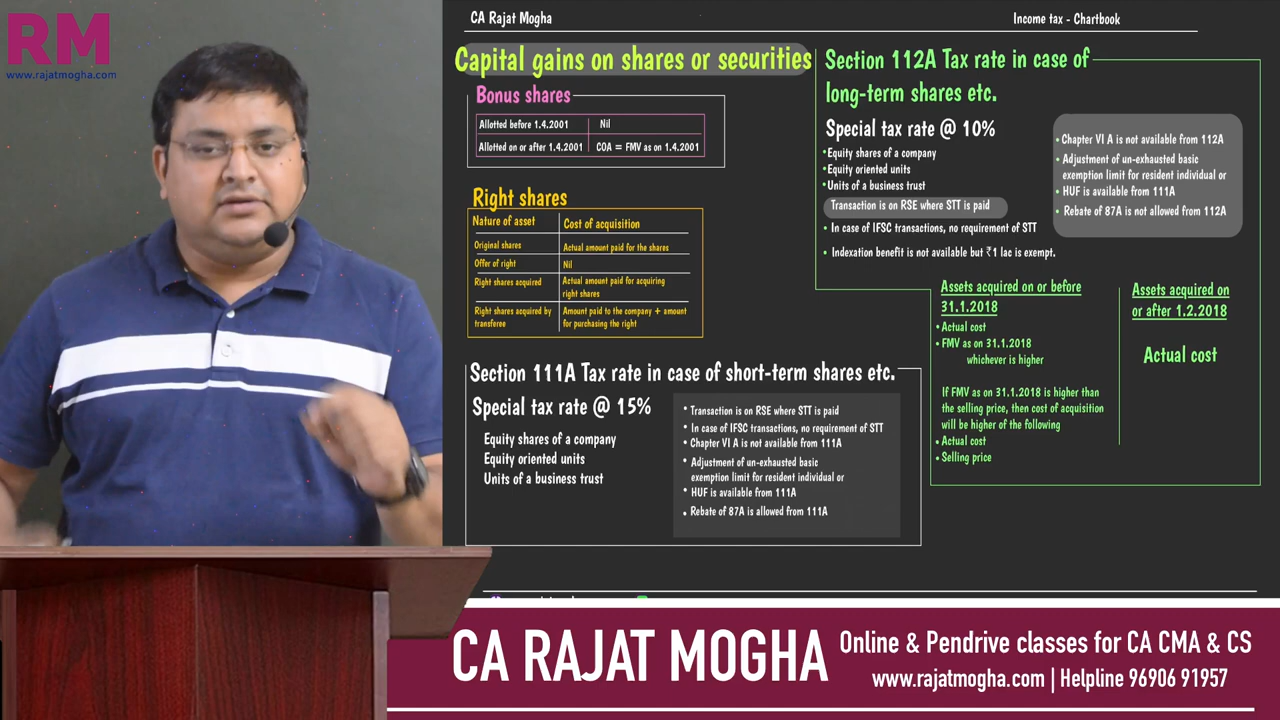 RM
www.rajatmogha.com
CA Rajat Mogha
Income tax - Chartbook
Capital gains on shares or securities
Bonus shares
Allotted before 1.4.2001 Nil
Allotted on or after 1.4.2001 COA = FMV as on 1.4.2001
Right shares
Nature of asset Cost of acquisition
Original shares Actual amount paid for the shares
Offer of right Nil
Right shares acquired Actual amount paid for acquiring
right shares
Right shares acquired by Amount paid to the company + amount
transferee for purchasing the right
Section 111A Tax rate in case of short-term shares etc.
Special tax rate @ 15%
Equity shares of a company
Equity oriented units
Units of a business trust
• Transaction is on RSE where STT is paid
• In case of IFSC transactions, no requirement of STT
• Chapter VI A is not available from 111A
• Adjustment of un-exhausted basic
exemption limit for resident individual or
• HUF is available from 111A
• Rebate of 87A is allowed from 111A
Section 112A Tax rate in case of
long-term shares etc.
Special tax rate @ 10%
• Equity shares of a company
• Equity oriented units
• Units of a business trust
Transaction is on RSE where STT is paid
• In case of IFSC transactions, no requirement of STT
• Indexation benefit is not available but ₹1 lac is exempt.
• Chapter VI A is not available from 112A
• Adjustment of un-exhausted basic
exemption limit for resident individual or
• HUF is available from 111A
• Rebate of 87A is not allowed from 112A
Assets acquired on or before
31.1.2018
• Actual cost
• FMV as on 31.1.2018
whichever is higher
If FMV as on 31.1.2018 is higher than
the selling price, then cost of acquisition
will be higher of the following
• Actual cost
• Selling price
Assets acquired on
or after 1.2.2018
Actual cost
CA RAJAT MOGHA
Online & Pendrive classes for CA CMA & CS
www.rajatmogha.com | Helpline 96906 91957